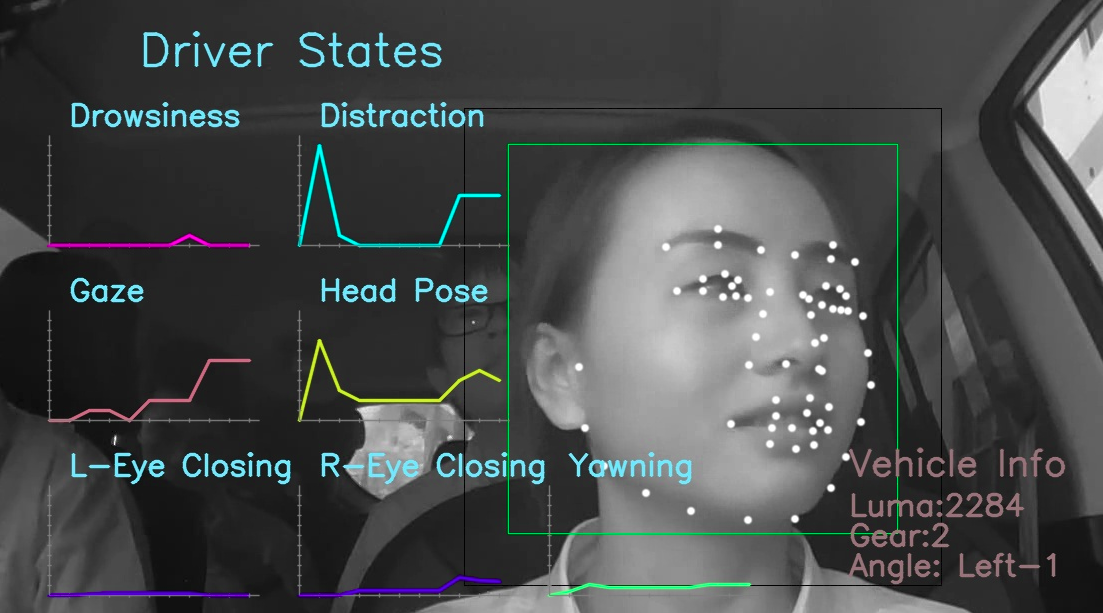 Driver States
Drowsiness
Distraction
Gaze
Head Pose
L-Eye Closing
R-Eye Closing
Yawning
Vehicle Info
Luma:2284
Gear:2
Angle: Left-1